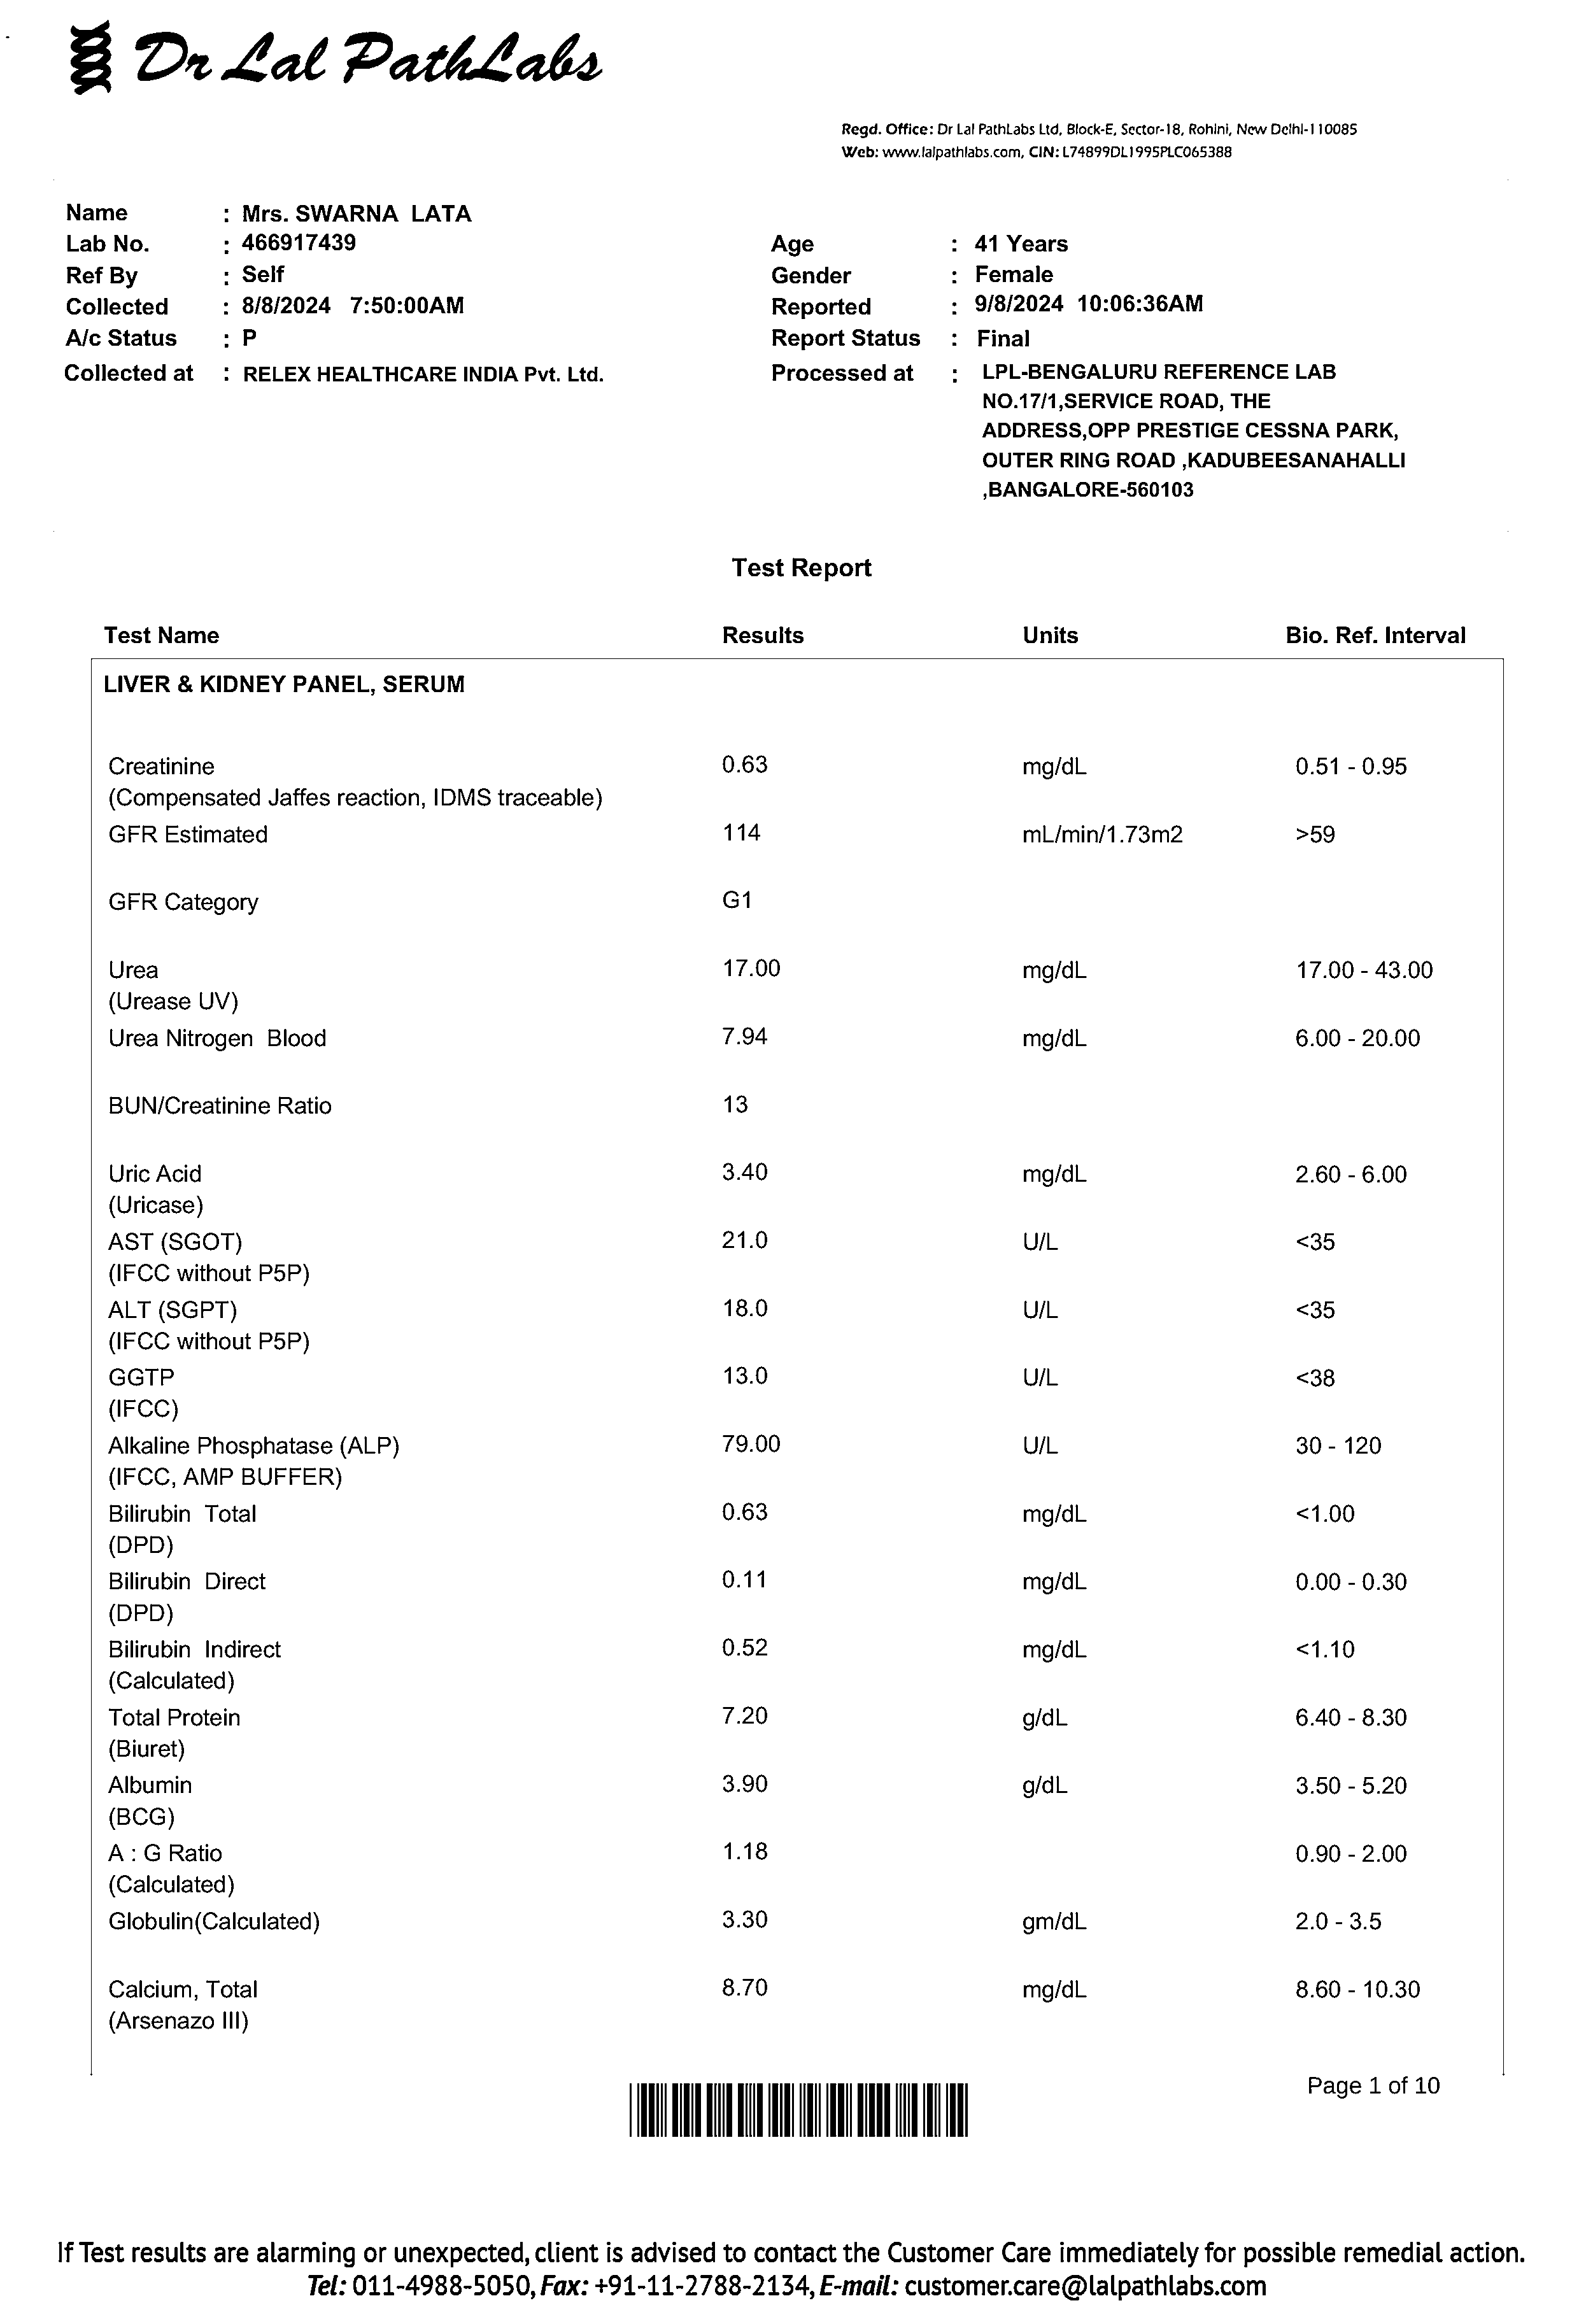 Dr Lal PathLabs
Regd. Office: Dr Lal PathLabs Ltd, Block-E, Sector-18, Rohini, New Delhi-110085
Web: www.lalpathlabs.com, CIN: L74899DL1995PLC065388
Name : Mrs. SWARNA LATA
Lab No. : 466917439 Age : 41 Years
Ref By : Self Gender : Female
Collected : 8/8/2024 7:50:00AM Reported : 9/8/2024 10:06:36AM
A/c Status : P Report Status : Final
Collected at : RELEX HEALTHCARE INDIA Pvt. Ltd. Processed at : LPL-BENGALURU REFERENCE LAB
NO.17/1,SERVICE ROAD, THE
ADDRESS,OPP PRESTIGE CESSNA PARK,
OUTER RING ROAD ,KADUBEESANAHALLI
,BANGALORE-560103
Test Report
Test Name Results Units Bio. Ref. Interval
LIVER & KIDNEY PANEL, SERUM
Creatinine 0.63 mg/dL 0.51 - 0.95
(Compensated Jaffes reaction, IDMS traceable)
GFR Estimated 114 mL/min/1.73m2 >59
GFR Category G1
Urea 17.00 mg/dL 17.00 - 43.00
(Urease UV)
Urea Nitrogen Blood 7.94 mg/dL 6.00 - 20.00
BUN/Creatinine Ratio 13
Uric Acid 3.40 mg/dL 2.60 - 6.00
(Uricase)
AST (SGOT) 21.0 U/L <35
(IFCC without P5P)
ALT (SGPT) 18.0 U/L <35
(IFCC without P5P)
GGTP 13.0 U/L <38
(IFCC)
Alkaline Phosphatase (ALP) 79.00 U/L 30 - 120
(IFCC, AMP BUFFER)
Bilirubin Total 0.63 mg/dL <1.00
(DPD)
Bilirubin Direct 0.11 mg/dL 0.00 - 0.30
(DPD)
Bilirubin Indirect 0.52 mg/dL <1.10
(Calculated)
Total Protein 7.20 g/dL 6.40 - 8.30
(Biuret)
Albumin 3.90 g/dL 3.50 - 5.20
(BCG)
A : G Ratio 1.18 0.90 - 2.00
(Calculated)
Globulin(Calculated) 3.30 gm/dL 2.0 - 3.5
Calcium, Total 8.70 mg/dL 8.60 - 10.30
(Arsenazo III)
Page 1 of 10
If Test results are alarming or unexpected, client is advised to contact the Customer Care immediately for possible remedial action.
Tel: 011-4988-5050, Fax: +91-11-2788-2134, E-mail: customer.care@lalpathlabs.com